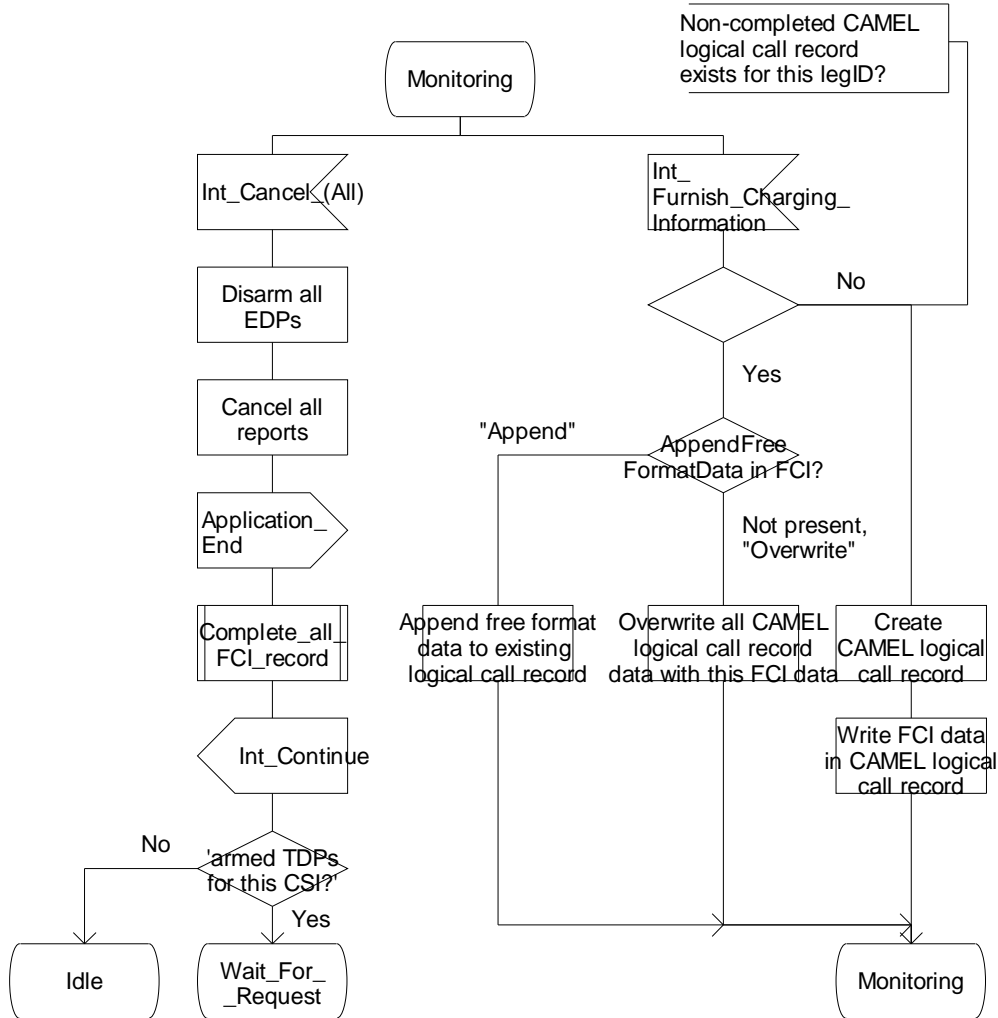 Non-completed CAMEL
logical call record
exists for this legID?
Monitoring
Int_Cancel_(All)
Int_
Furnish_Charging_
Information
Disarm all
EDPs
No
Yes
Cancel all
reports
"Append"
AppendFree
FormatData in FCI?
Application_
End
Not present,
"Overwrite"
Complete_all_
FCI_record
Append free format
data to existing
logical call record
Overwrite all CAMEL
logical call record
data with this FCI data
Create
CAMEL logical
call record
Int_Continue
Write FCI data
in CAMEL logical
call record
No
'armed TDPs
for this CSI?'
Yes
Idle
Wait_For_
_Request
Monitoring